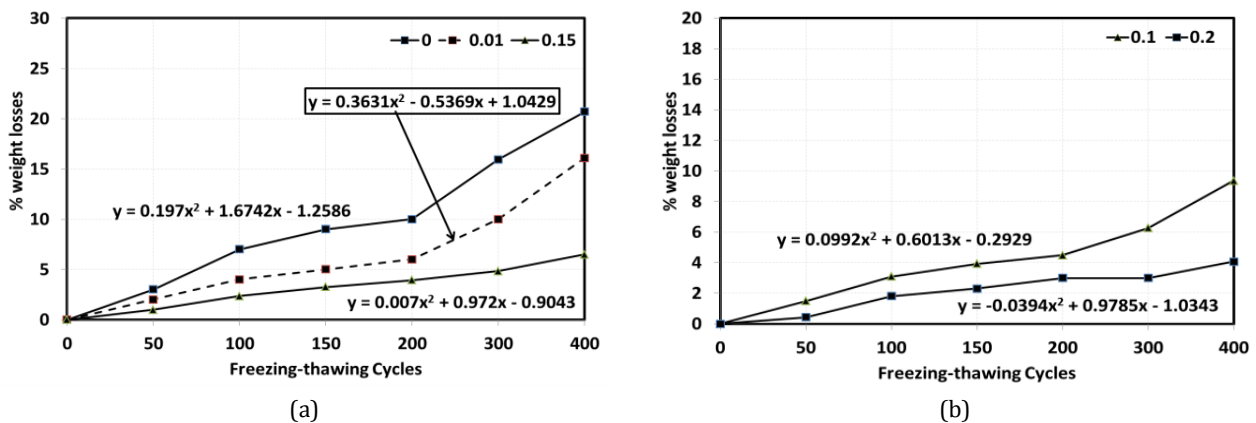 30
25
20
15
10
5
0
% weight losses
0 0.01 0.15
y = 0.3631x² - 0.5369x + 1.0429
y = 0.197x² + 1.6742x - 1.2586
y = 0.007x² + 0.972x - 0.9043
0 50 100 150 200 300 400
Freezing-thawing Cycles
(a)
20
18
16
14
12
10
8
6
4
2
0
% weight losses
0.1 0.2
y = 0.0992x² + 0.6013x - 0.2929
y = -0.0394x² + 0.9785x - 1.0343
0 50 100 150 200 300 400
Freezing-thawing Cycles
(b)